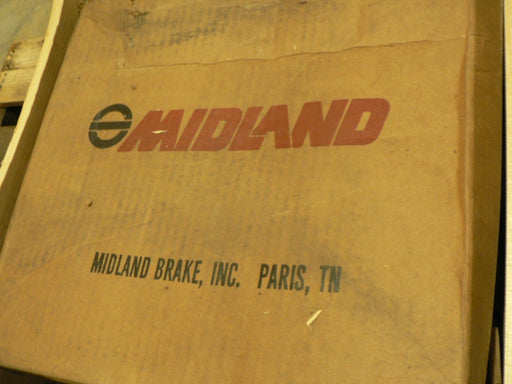 MIDLAND
MIDLAND BRAKE, INC. PARIS, TN